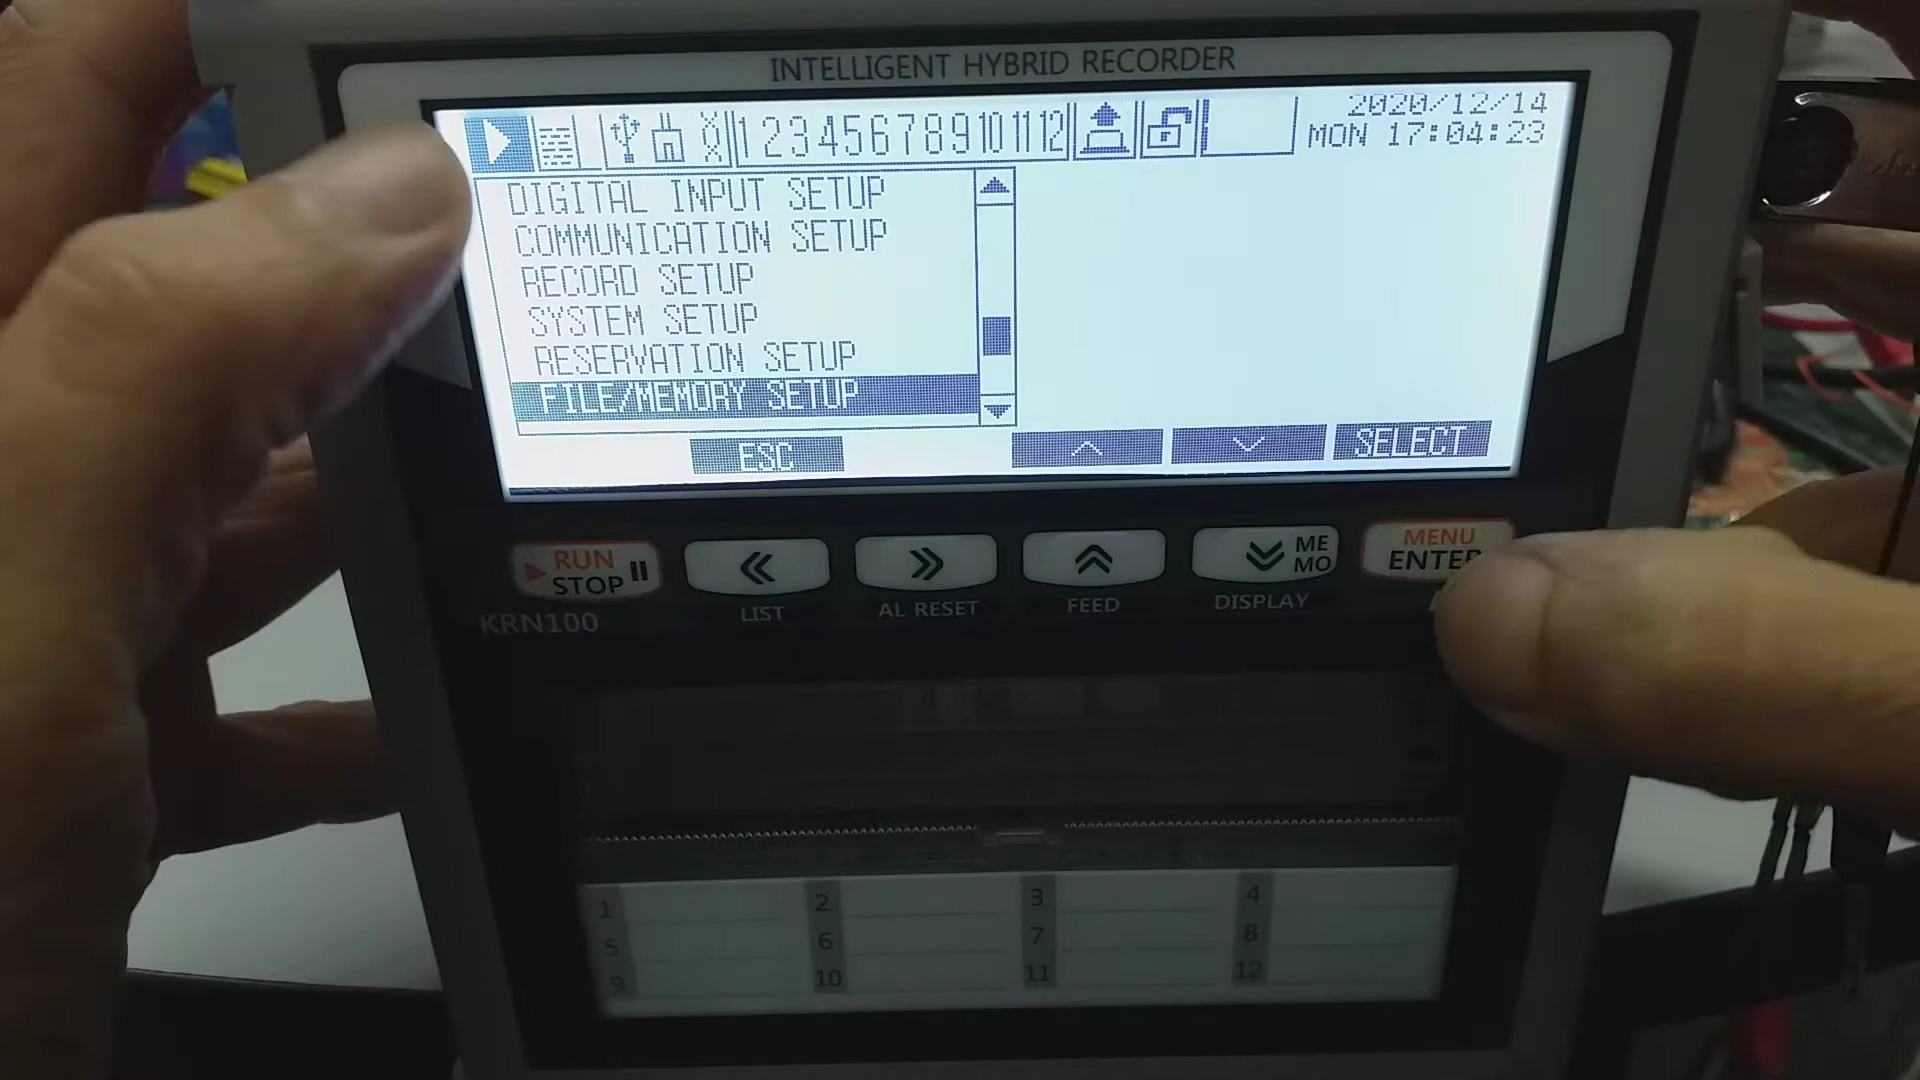 INTELLIGENT HYBRID RECORDER
1 2 3 4 5 6 7 8 9 10 11 12
2020/12/14
MON 17:04:23
DIGITAL INPUT SETUP
COMMUNICATION SETUP
RECORD SETUP
SYSTEM SETUP
RESERVATION SETUP
FILE/MEMORY SETUP
ESC
SELECT
RUN
STOP
ME
MO
MENU
ENTER
KRN100
LIST
AL RESET
FEED
DISPLAY
1 2 3 4
5 6 7 8
9 10 11 12